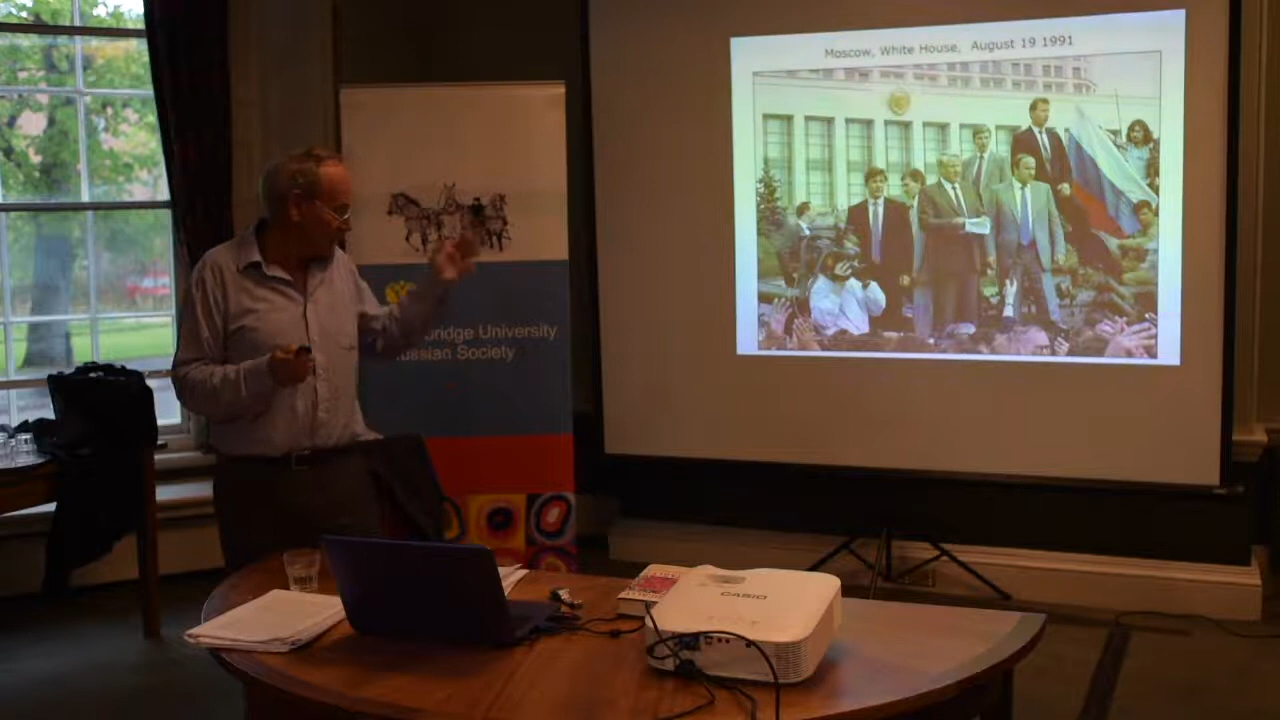 Moscow, White House, August 19 1991
bridge University
ussian Society
CASIO